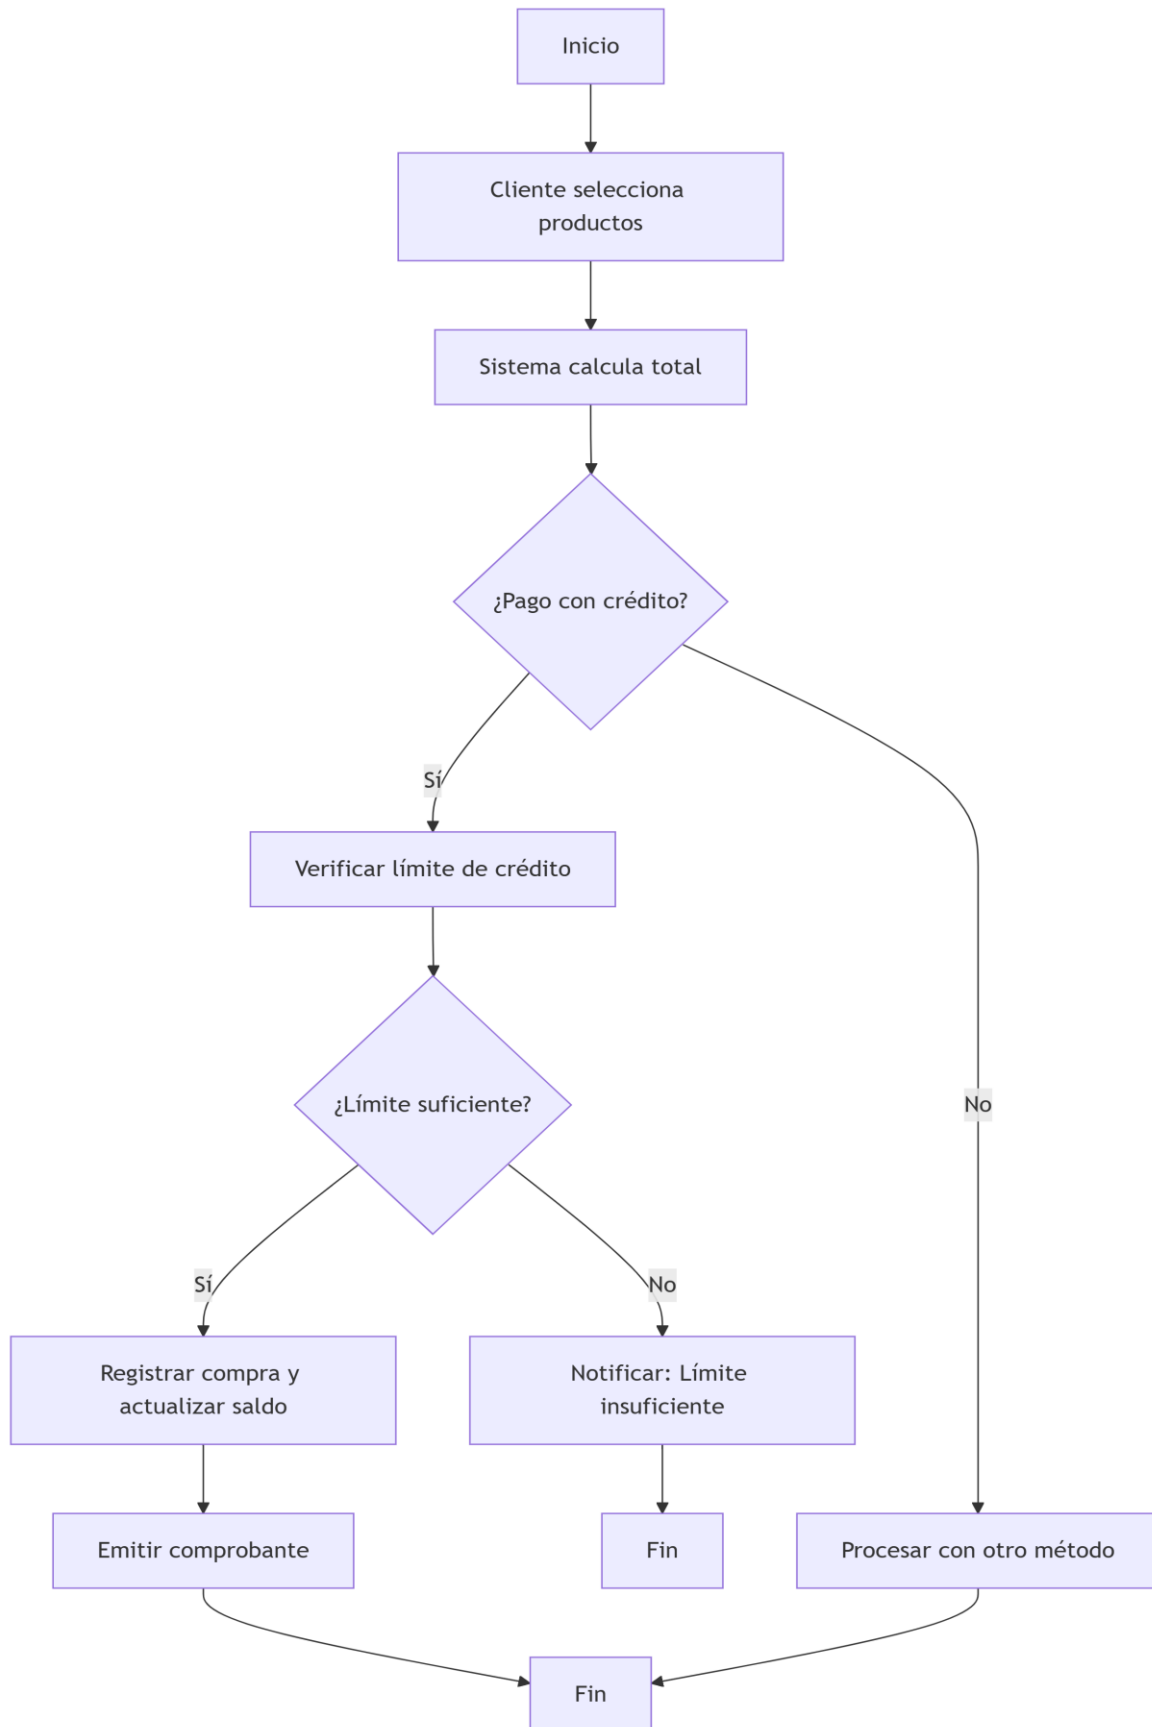 Inicio
Cliente selecciona
productos
Sistema calcula total
¿Pago con crédito?
Sí
Verificar límite de crédito
¿Límite suficiente?
No
Sí
No
Registrar compra y
actualizar saldo
Notificar: Límite
insuficiente
Emitir comprobante
Fin
Procesar con otro método
Fin